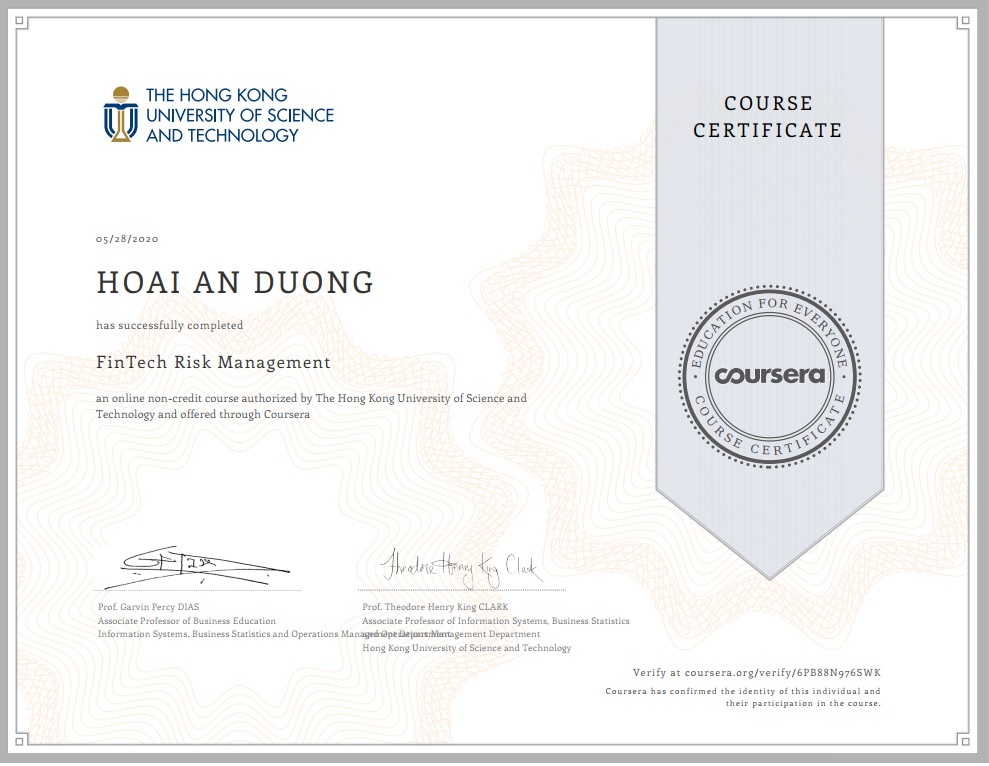 THE HONG KONG
UNIVERSITY OF SCIENCE
AND TECHNOLOGY
COURSE
CERTIFICATE
05/28/2020
HOAI AN DUONG
has successfully completed
FinTech Risk Management
an online non-credit course authorized by The Hong Kong University of Science and
Technology and offered through Coursera
EDUCATION FOR EVERYONE
coursera
COURSE CERTIFICATE
Theodore Henry King Clark
Prof. Garvin Percy DIAS
Associate Professor of Business Education
Information Systems, Business Statistics and Operations Management Department
Prof. Theodore Henry King CLARK
Associate Professor of Information Systems, Business Statistics
and Operations Management Department
Hong Kong University of Science and Technology
Verify at coursera.org/verify/6PB88N976SWK
Coursera has confirmed the identity of this individual and
their participation in the course.